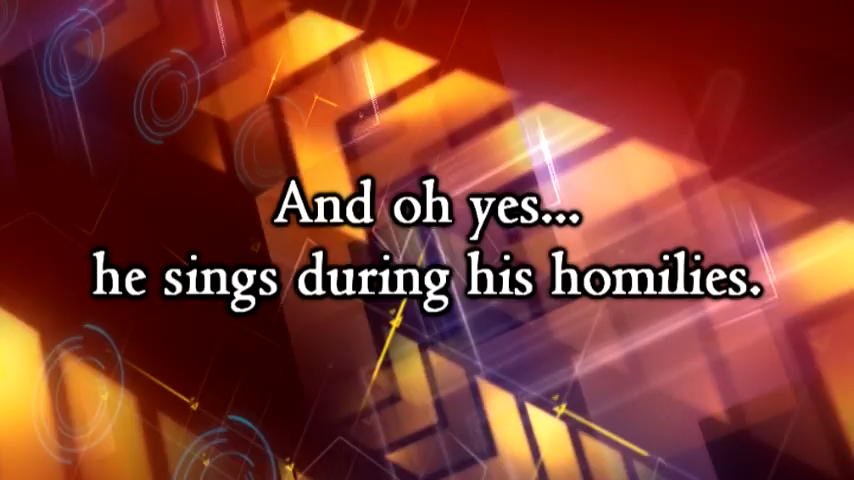 And oh yes...
he sings during his homilies.